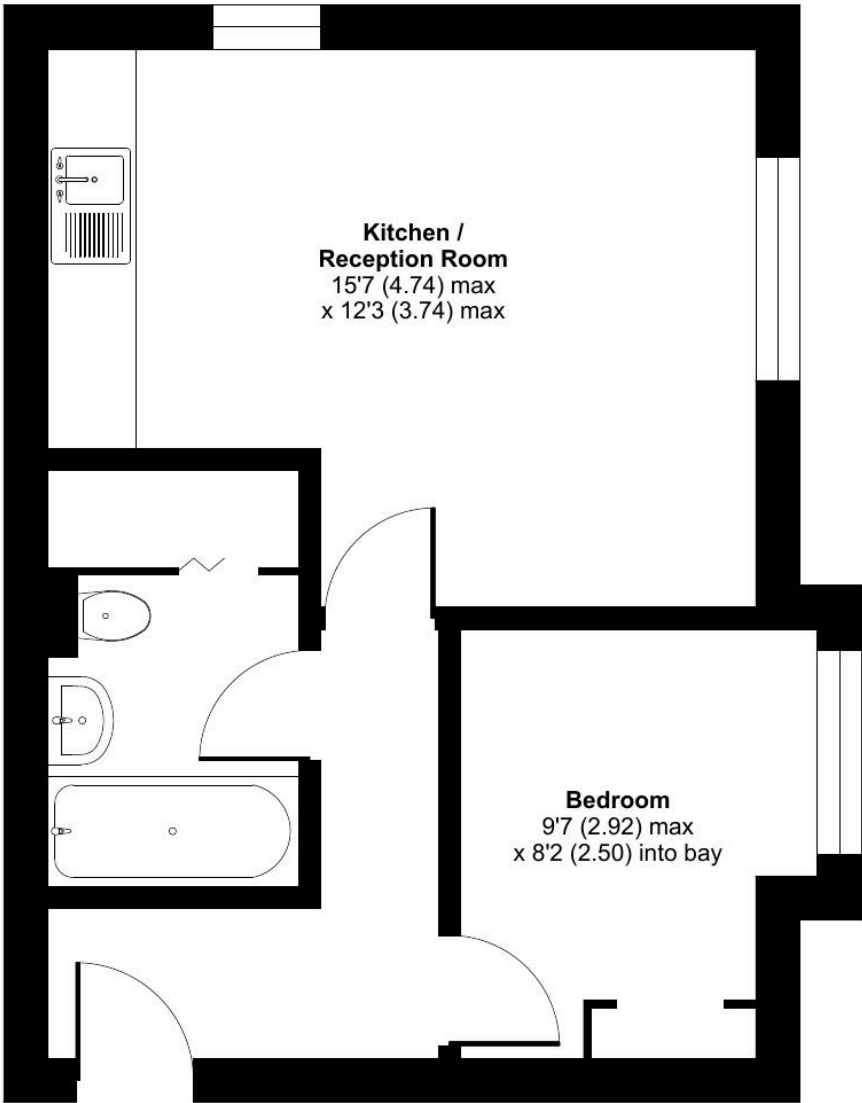 Kitchen /
Reception Room
15'7 (4.74) max
x 12'3 (3.74) max
Bedroom
9'7 (2.92) max
x 8'2 (2.50) into bay